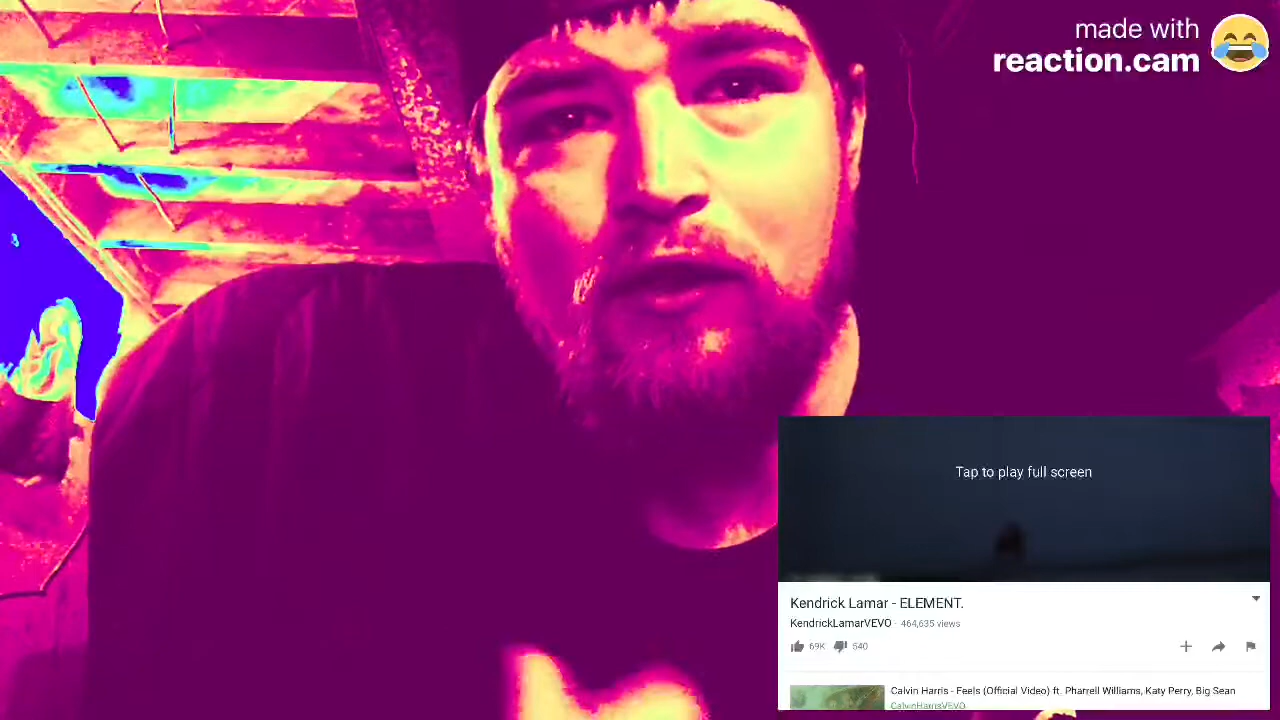 made with
reaction.cam
Tap to play full screen
Kendrick Lamar - ELEMENT.
KendrickLamarVEVO · 464,635 views
69K 540
Calvin Harris - Feels (Official Video) ft. Pharrell Williams, Katy Perry, Big Sean
CalvinHarrisVEVO